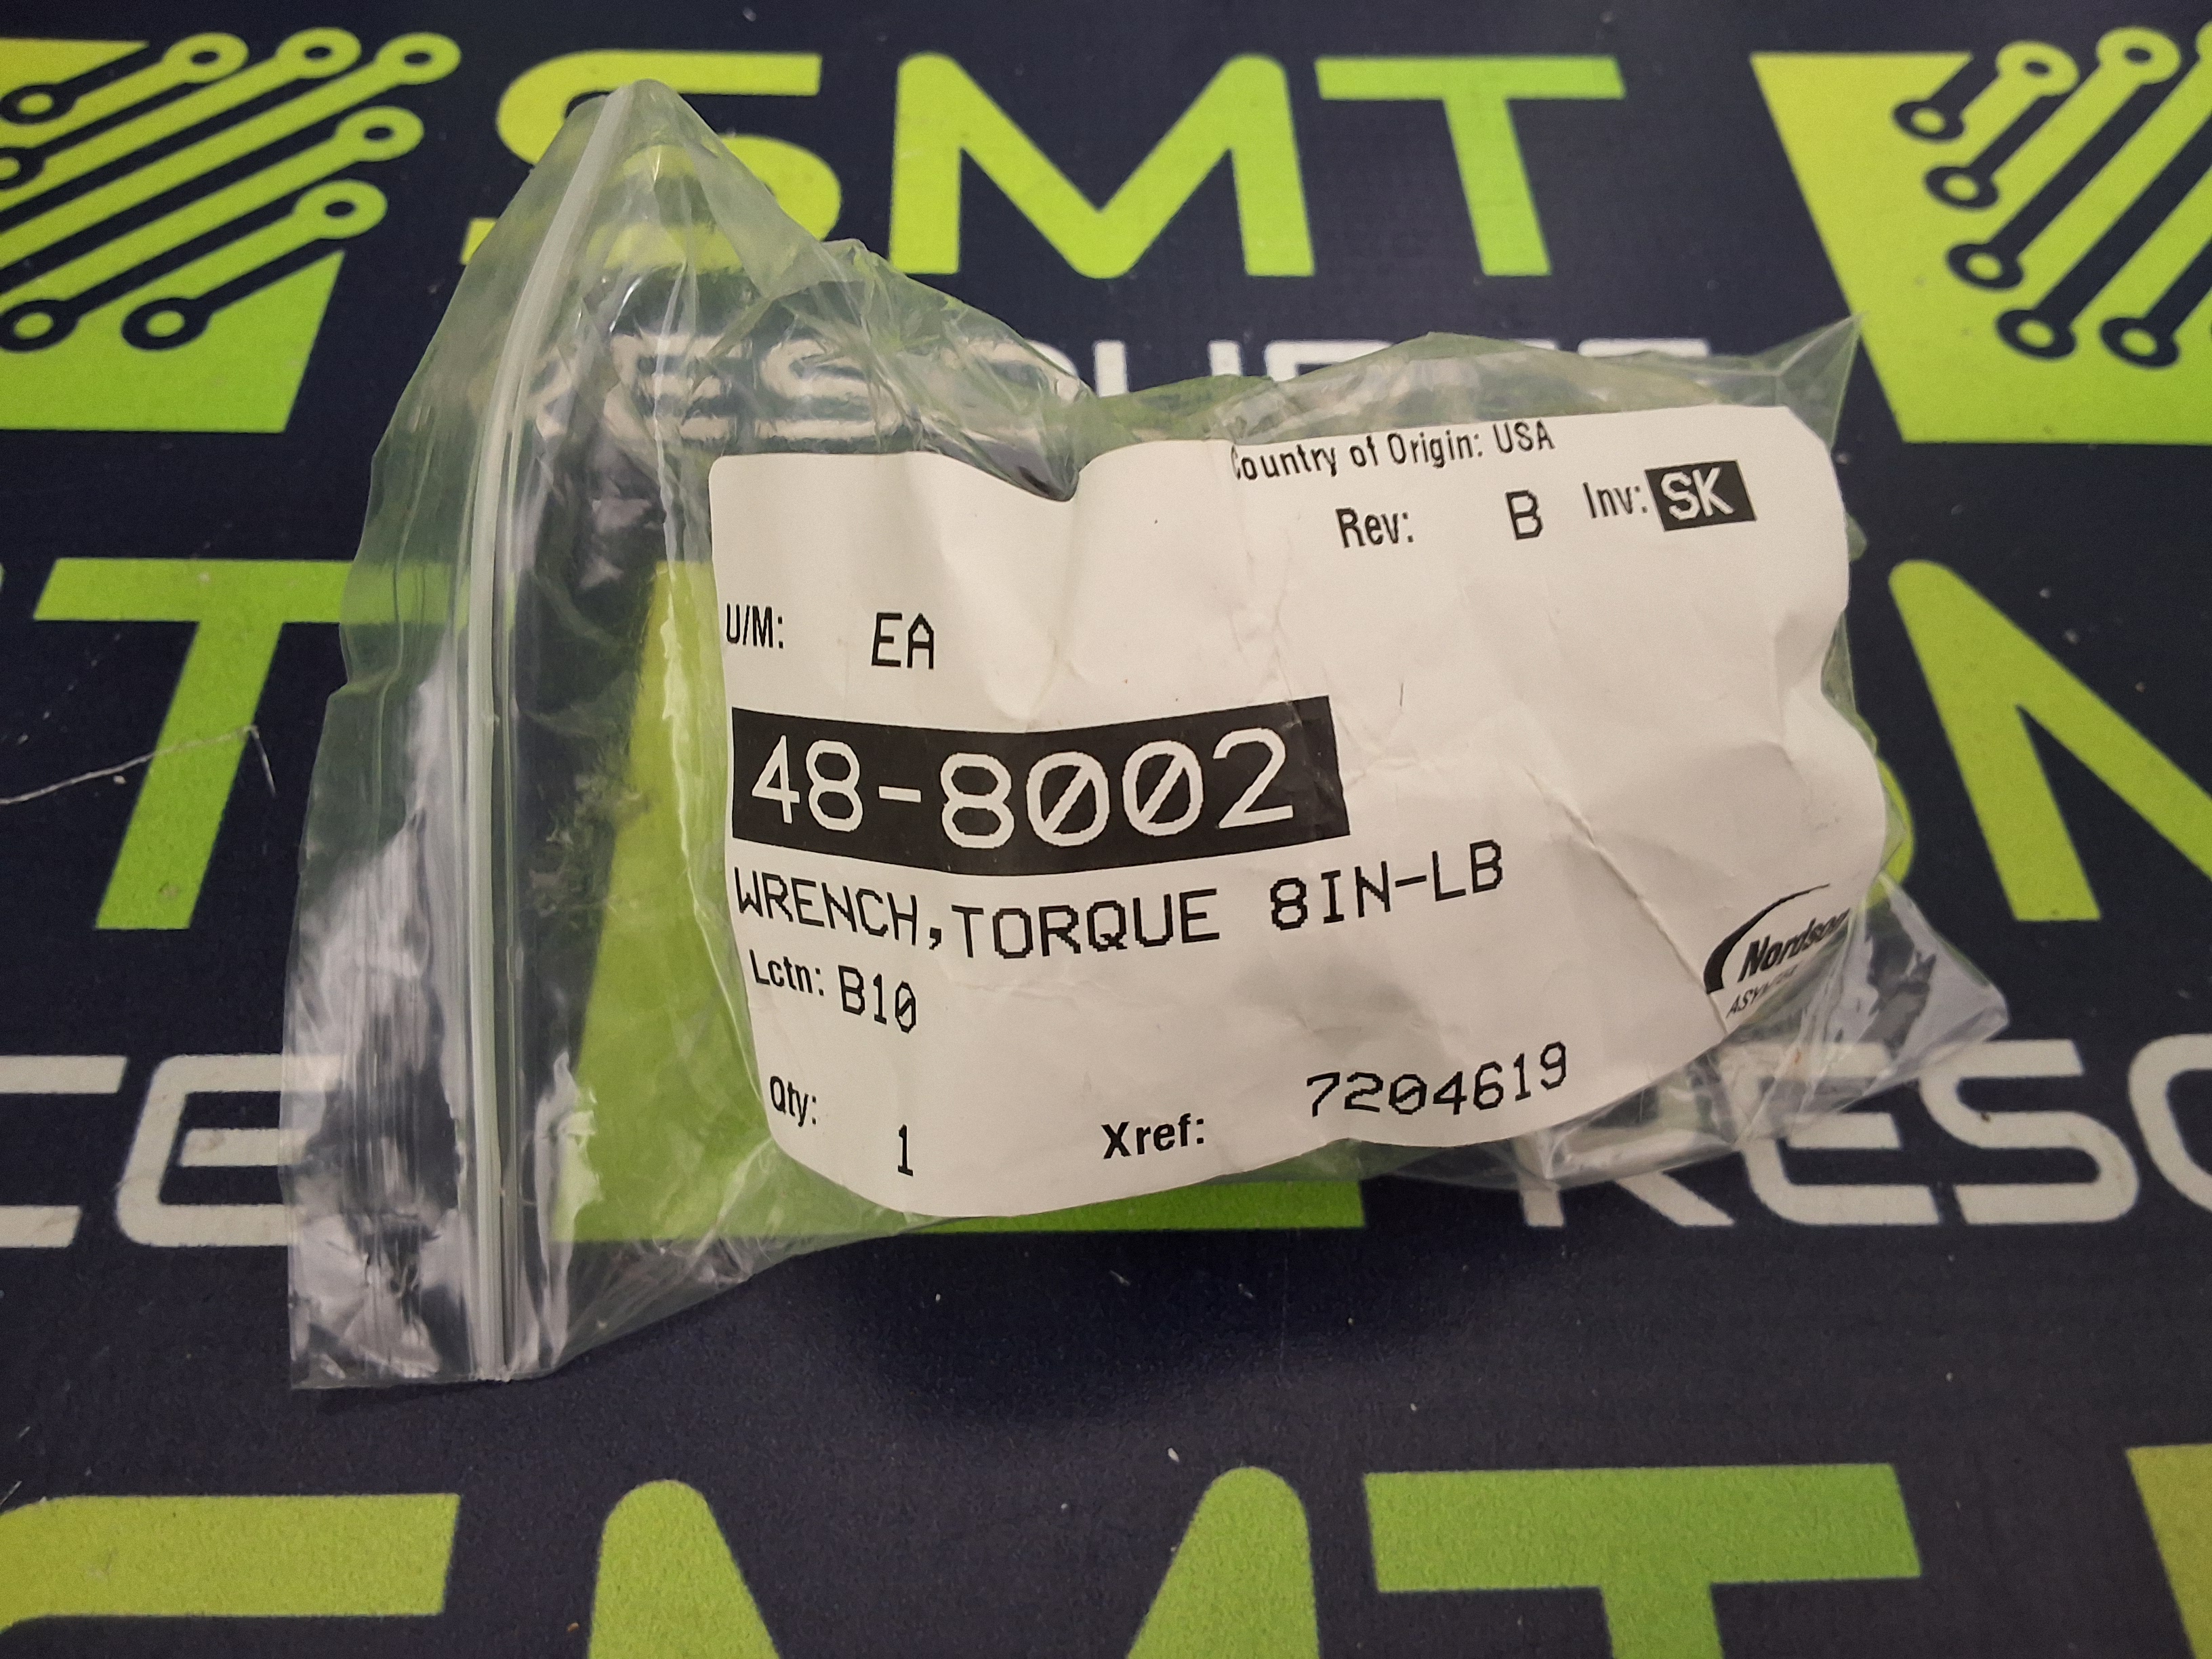 SMT
Country of Origin: USA
Rev: B Inv: SK
U/M: EA
48-8002
WRENCH,TORQUE 8IN-LB
Lctn: B10
Nordson
Qty: 1
Xref: 7204619